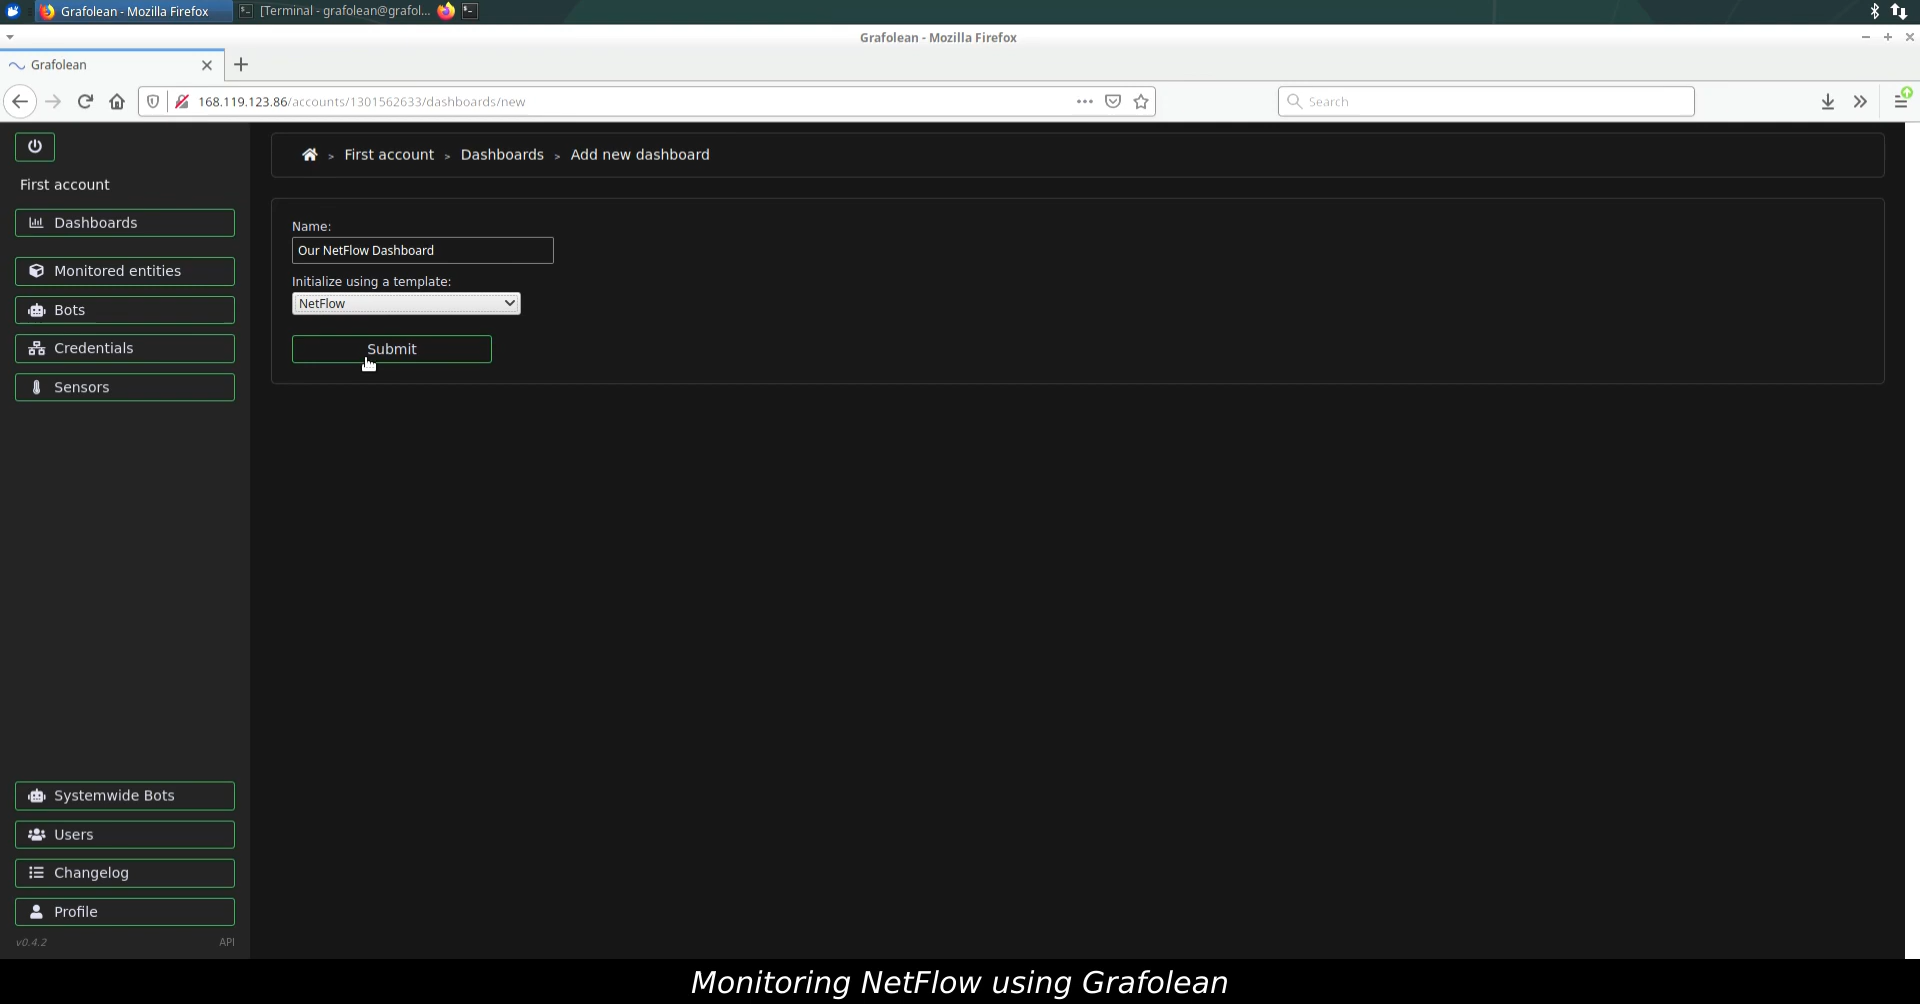 Grafolean - Mozilla Firefox
[Terminal - grafolean@grafol...
Grafolean - Mozilla Firefox
Grafolean
168.119.123.86/accounts/1301562633/dashboards/new
Search
First account
Dashboards
Monitored entities
Bots
Credentials
Sensors
Systemwide Bots
Users
Changelog
Profile
v0.4.2 API
> First account > Dashboards > Add new dashboard
Name:
Our NetFlow Dashboard
Initialize using a template:
NetFlow
Submit
Monitoring NetFlow using Grafolean